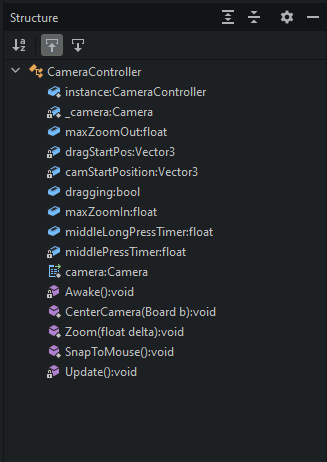 Structure
CameraController
instance:CameraController
_camera:Camera
maxZoomOut:float
dragStartPos:Vector3
camStartPosition:Vector3
dragging:bool
maxZoomIn:float
middleLongPressTimer:float
middlePressTimer:float
camera:Camera
Awake():void
CenterCamera(Board b):void
Zoom(float delta):void
SnapToMouse():void
Update():void